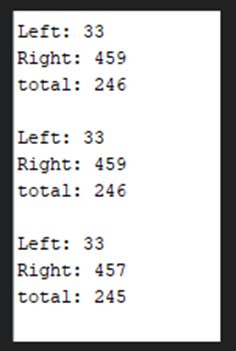 Left: 33
Right: 459
total: 246
Left: 33
Right: 459
total: 246
Left: 33
Right: 457
total: 245